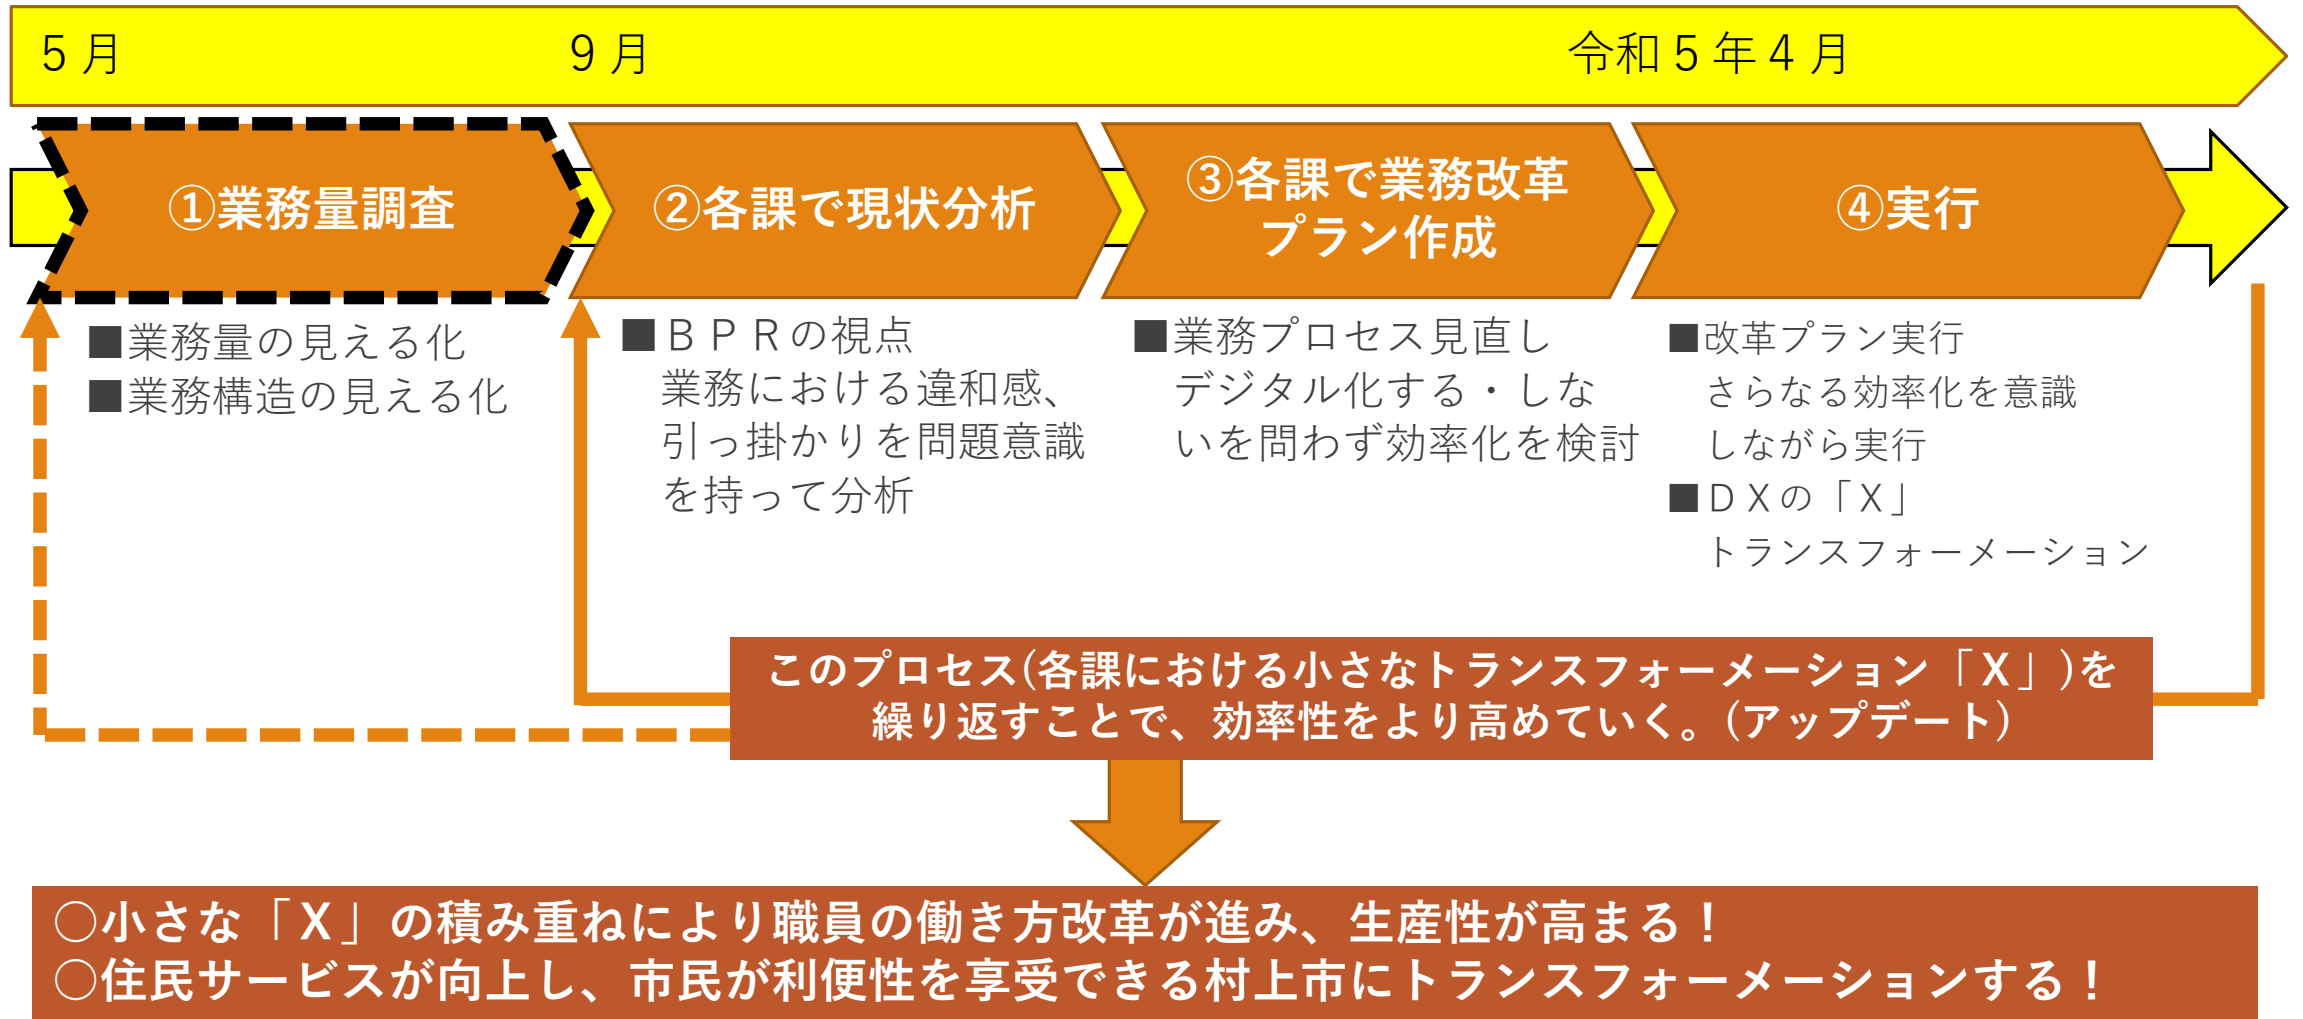 5月
9月
令和5年4月
①業務量調査
②各課で現状分析
③各課で業務改革
プラン作成
④実行
■業務量の見える化
■業務構造の見える化
■BPRの視点
業務における違和感、
引っ掛かりを問題意識
を持って分析
■業務プロセス見直し
デジタル化する・しな
いを問わず効率化を検討
■改革プラン実行
さらなる効率化を意識
しながら実行
■DXの「X」
トランスフォーメーション
このプロセス(各課における小さなトランスフォーメーション「X」)を
繰り返すことで、効率性をより高めていく。(アップデート)
○小さな「X」の積み重ねにより職員の働き方改革が進み、生産性が高まる！
○住民サービスが向上し、市民が利便性を享受できる村上市にトランスフォーメーションする！